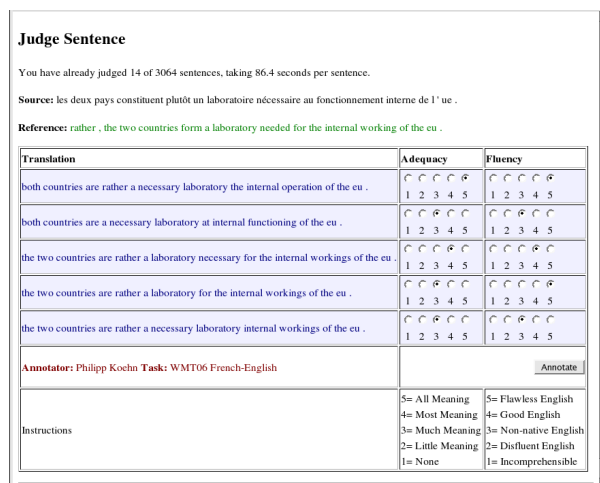 Judge Sentence
You have already judged 14 of 3064 sentences, taking 86.4 seconds per sentence.
Source: les deux pays constituent plutôt un laboratoire nécessaire au fonctionnement interne de l ' ue .
Reference: rather , the two countries form a laboratory needed for the internal working of the eu .
Translation Adequacy Fluency
both countries are rather a necessary laboratory the internal operation of the eu .
1 2 3 4 5 1 2 3 4 5
both countries are a necessary laboratory at internal functioning of the eu .
1 2 3 4 5 1 2 3 4 5
the two countries are rather a laboratory necessary for the internal workings of the eu .
1 2 3 4 5 1 2 3 4 5
the two countries are rather a laboratory for the internal workings of the eu .
1 2 3 4 5 1 2 3 4 5
the two countries are rather a necessary laboratory internal workings of the eu .
1 2 3 4 5 1 2 3 4 5
Annotator: Philipp Koehn Task: WMT06 French-English Annotate
Instructions
5= All Meaning 5= Flawless English
4= Most Meaning 4= Good English
3= Much Meaning 3= Non-native English
2= Little Meaning 2= Disfluent English
1= None 1= Incomprehensible